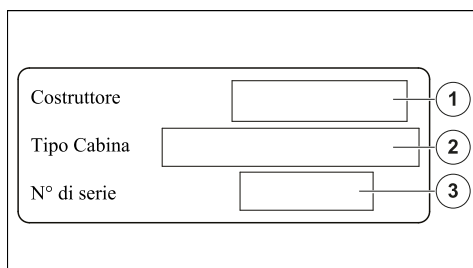 Costruttore 1
Tipo Cabina 2
N° di serie 3